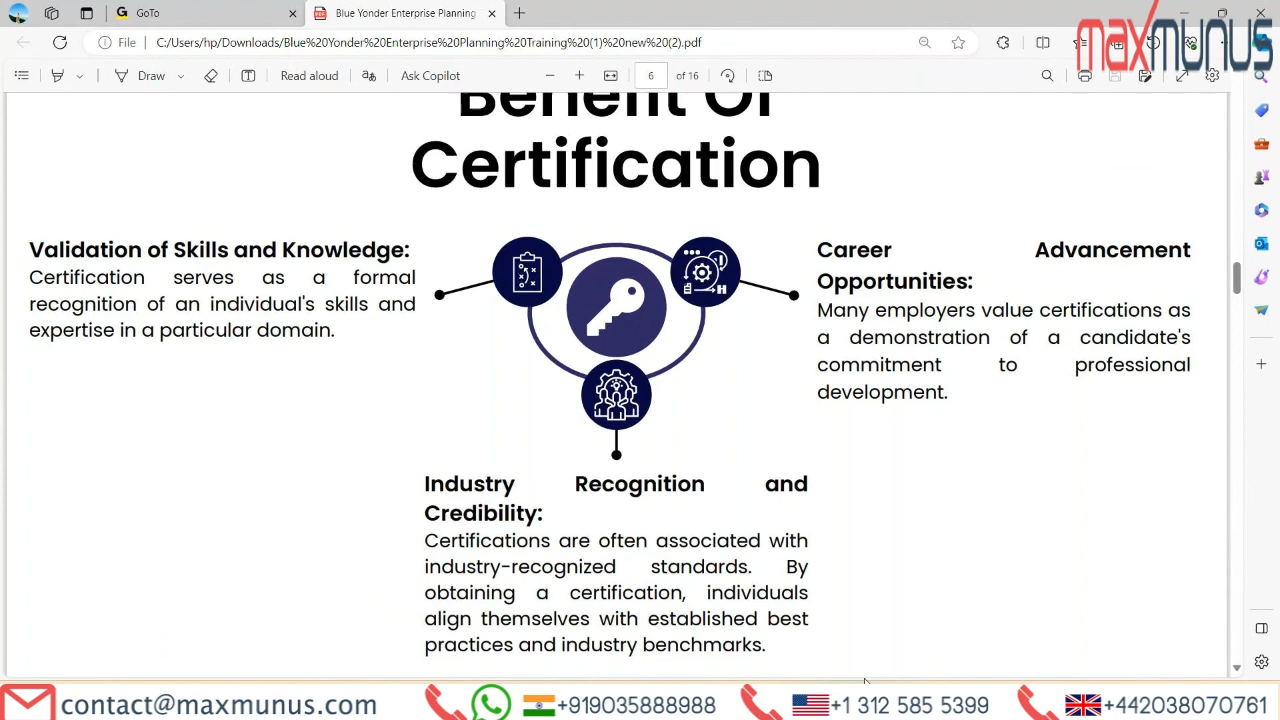 GoTo
Blue Yonder Enterprise Planning
File
C:/Users/hp/Downloads/Blue%20Yonder%20Enterprise%20Planning%20Training%20(1)%20new%20(2).pdf
maxmunus
Draw
Read aloud
Ask Copilot
6
of 16
Benefit Of
Certification
Validation of Skills and Knowledge:
Certification serves as a formal
recognition of an individual's skills and
expertise in a particular domain.
Career Advancement
Opportunities:
Many employers value certifications as
a demonstration of a candidate's
commitment to professional
development.
Industry Recognition and
Credibility:
Certifications are often associated with
industry-recognized standards. By
obtaining a certification, individuals
align themselves with established best
practices and industry benchmarks.
contact@maxmunus.com
+919035888988
+1 312 585 5399
+442038070761